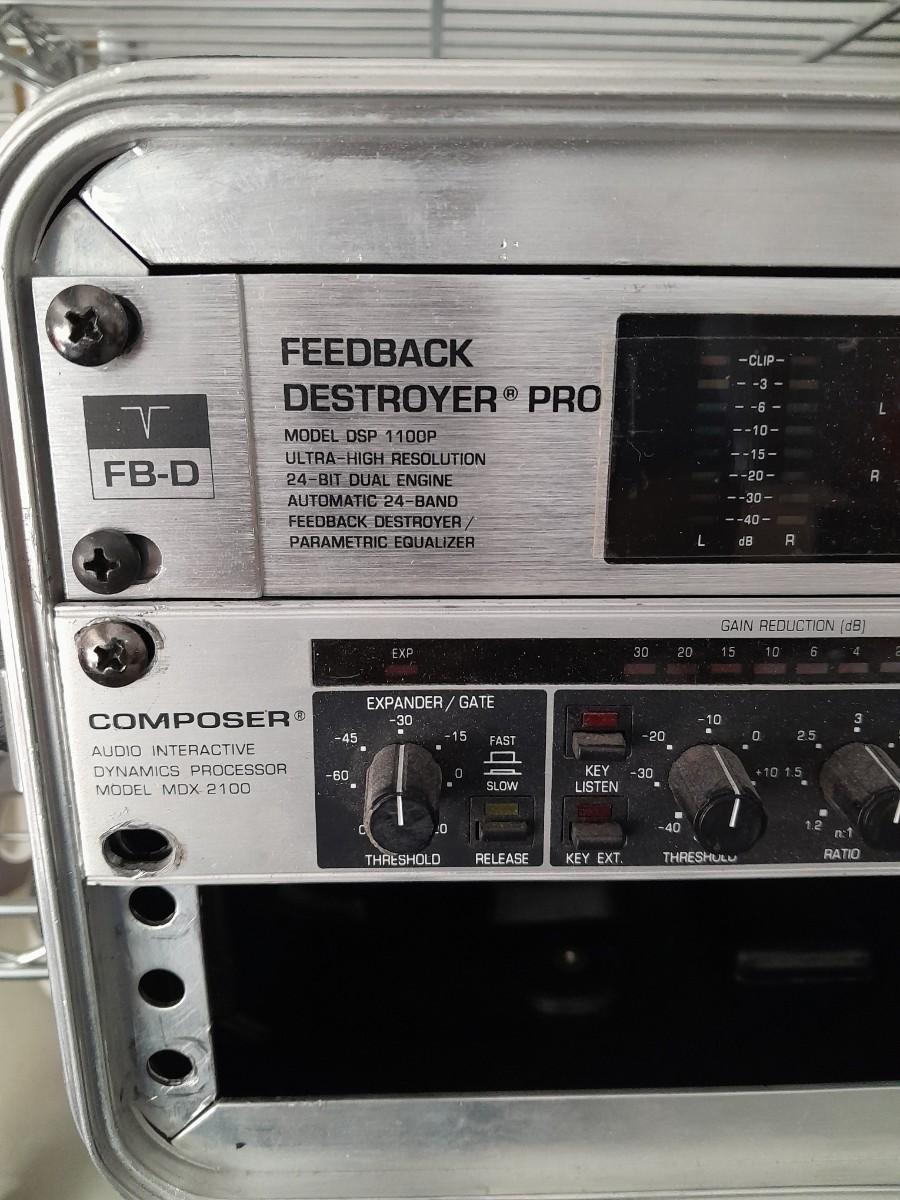 FEEDBACK
DESTROYER® PRO
MODEL DSP 1100P
ULTRA-HIGH RESOLUTION
24-BIT DUAL ENGINE
AUTOMATIC 24-BAND
FEEDBACK DESTROYER /
PARAMETRIC EQUALIZER
FB-D
-CLIP-
- -3 -
- -6 -
--10-
--15-
--20-
--30-
--40-
L dB R
L
R
GAIN REDUCTION (dB)
EXP
30 20 15 10 6 4
COMPOSER®
AUDIO INTERACTIVE
DYNAMICS PROCESSOR
MODEL MDX 2100
EXPANDER / GATE
-30
-45 -15
-60 0
THRESHOLD
FAST
SLOW
RELEASE
KEY
LISTEN
KEY EXT.
-10
-20 0
-30 +10
-40
THRESHOLD
3
2.5
1.5
1.2 n:1
RATIO